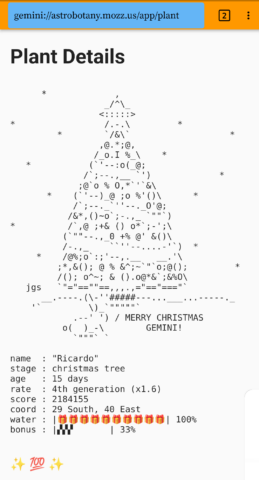 gemini://astrobotany.mozz.us/app/plant
2
Plant Details
jgs
/ MERRY CHRISTMAS
GEMINI!
name : "Ricardo"
stage : christmas tree
age : 15 days
rate : 4th generation (x1.6)
score : 2184155
coord : 29 South, 40 East
water : |🎁🎁🎁🎁🎁🎁🎁🎁🎁🎁| 100%
bonus : |▞▞▞ | 33%
✨ 💯 ✨